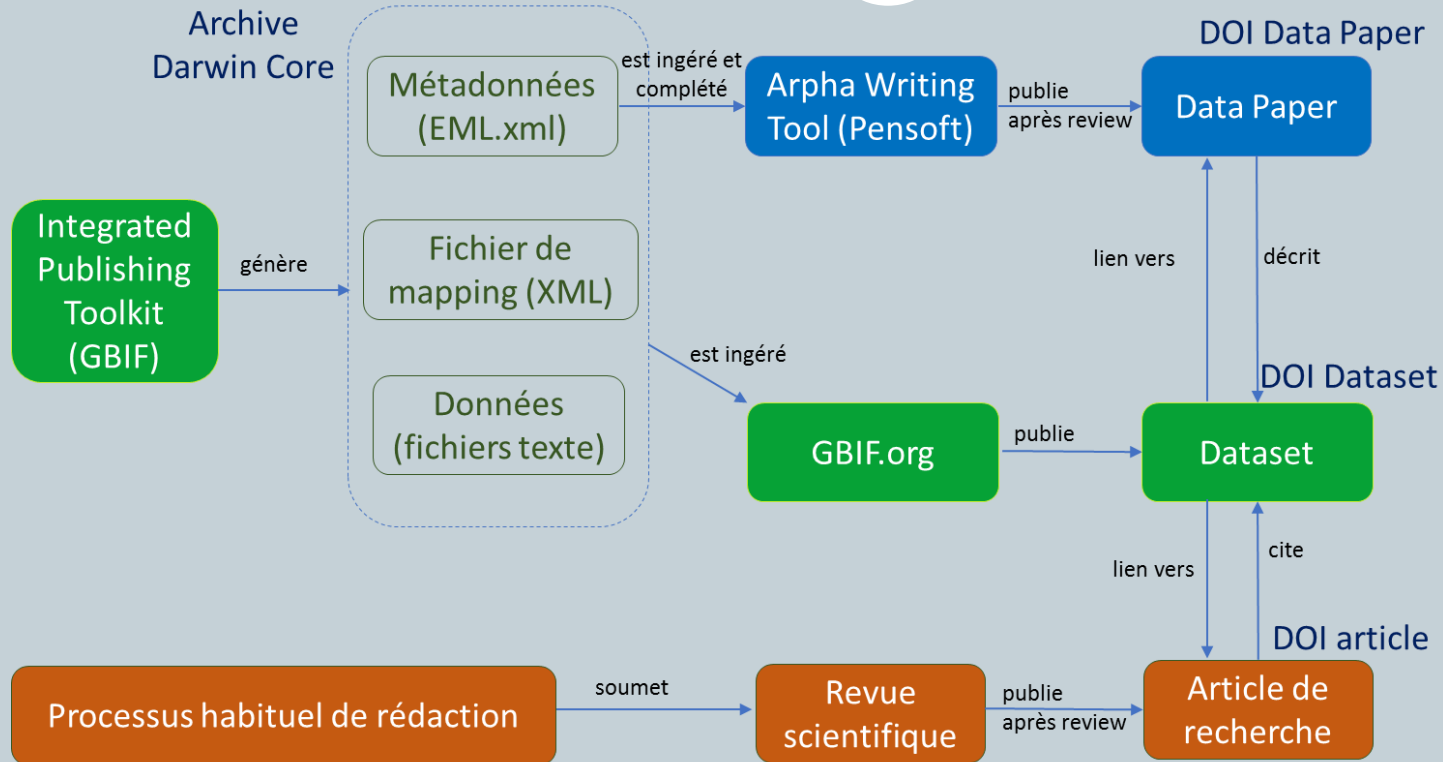 Archive
Darwin Core
Métadonnées
(EML.xml)
est ingéré et
complété
Arpha Writing
Tool (Pensoft)
publie
après review
DOI Data Paper
Data Paper
Integrated
Publishing
Toolkit
(GBIF)
génère
Fichier de
mapping (XML)
lien vers
décrit
Données
(fichiers texte)
est ingéré
GBIF.org
publie
DOI Dataset
Dataset
lien vers
cite
DOI article
Processus habituel de rédaction
soumet
Revue
scientifique
publie
après review
Article de
recherche